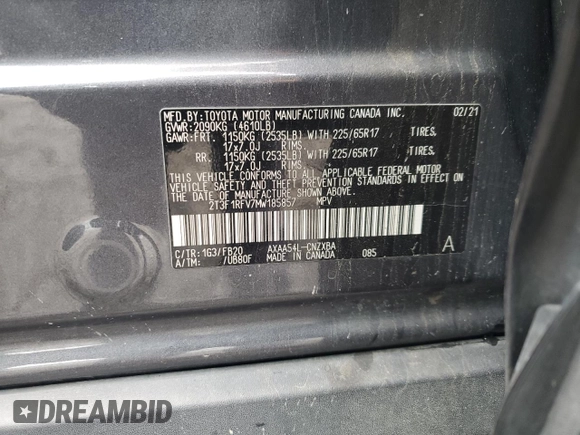 MFD.BY:TOYOTA MOTOR MANUFACTURING CANADA INC. 02/21
GVWR:2090KG (4610LB)
GAWR:FRT. 1150KG (2535LB) WITH 225/65R17 TIRES,
17x7.0J RIMS,
RR. 1150KG (2535LB) WITH 225/65R17 TIRES,
17x7.0J RIMS,
THIS VEHICLE CONFORMS TO ALL APPLICABLE FEDERAL MOTOR
VEHICLE SAFETY AND THEFT PREVENTION STANDARDS IN EFFECT
ON THE DATE OF MANUFACTURE SHOWN ABOVE.
2T3F1RFV7MW185857 MPV
C/TR:1G3/FB20 AXAA54L-CNZXBA 085 A
A/TM: /UB80F MADE IN CANADA
DREAMBID